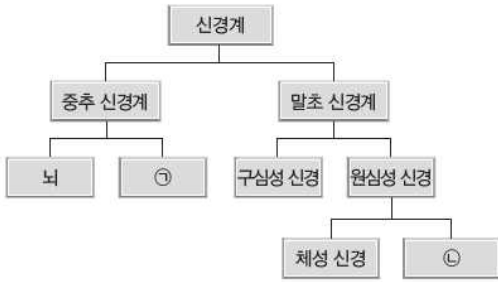 신경계
중추 신경계 말초 신경계
뇌 ㉠ 구심성 신경 원심성 신경
체성 신경 ㉡